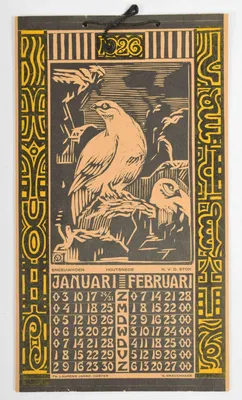 1926
HOUTSNEDE
JANUARI FEBRUARI
3 10 17 24/31 Z 7 14 21 28
4 11 18 25 M 1 8 15 22
5 12 19 26 D 2 9 16 23
6 13 20 27 W 3 10 17 24
7 14 21 28 D 4 11 18 25
1 8 15 22 29 V 5 12 19 26
2 9 16 23 30 Z 6 13 20 27